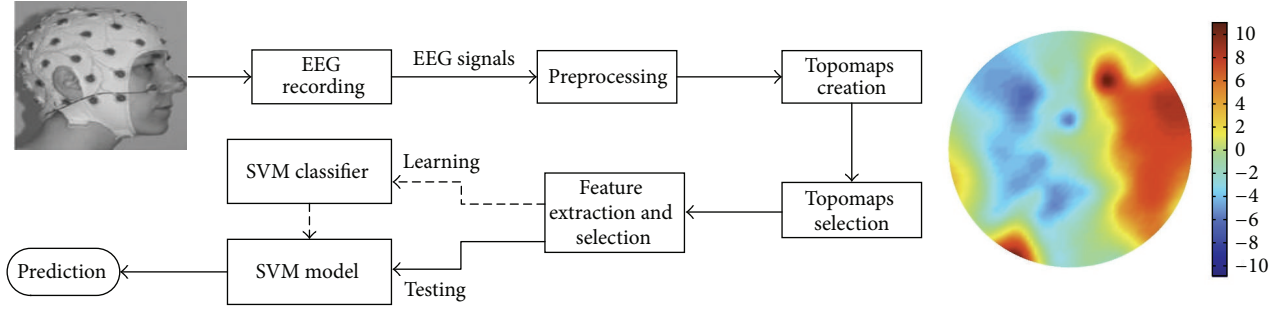 EEG
recording
EEG signals
Preprocessing
Topomaps
creation
Topomaps
selection
Feature
extraction and
selection
Learning
SVM classifier
SVM model
Testing
Prediction
10
8
6
4
2
0
−2
−4
−6
−8
−10